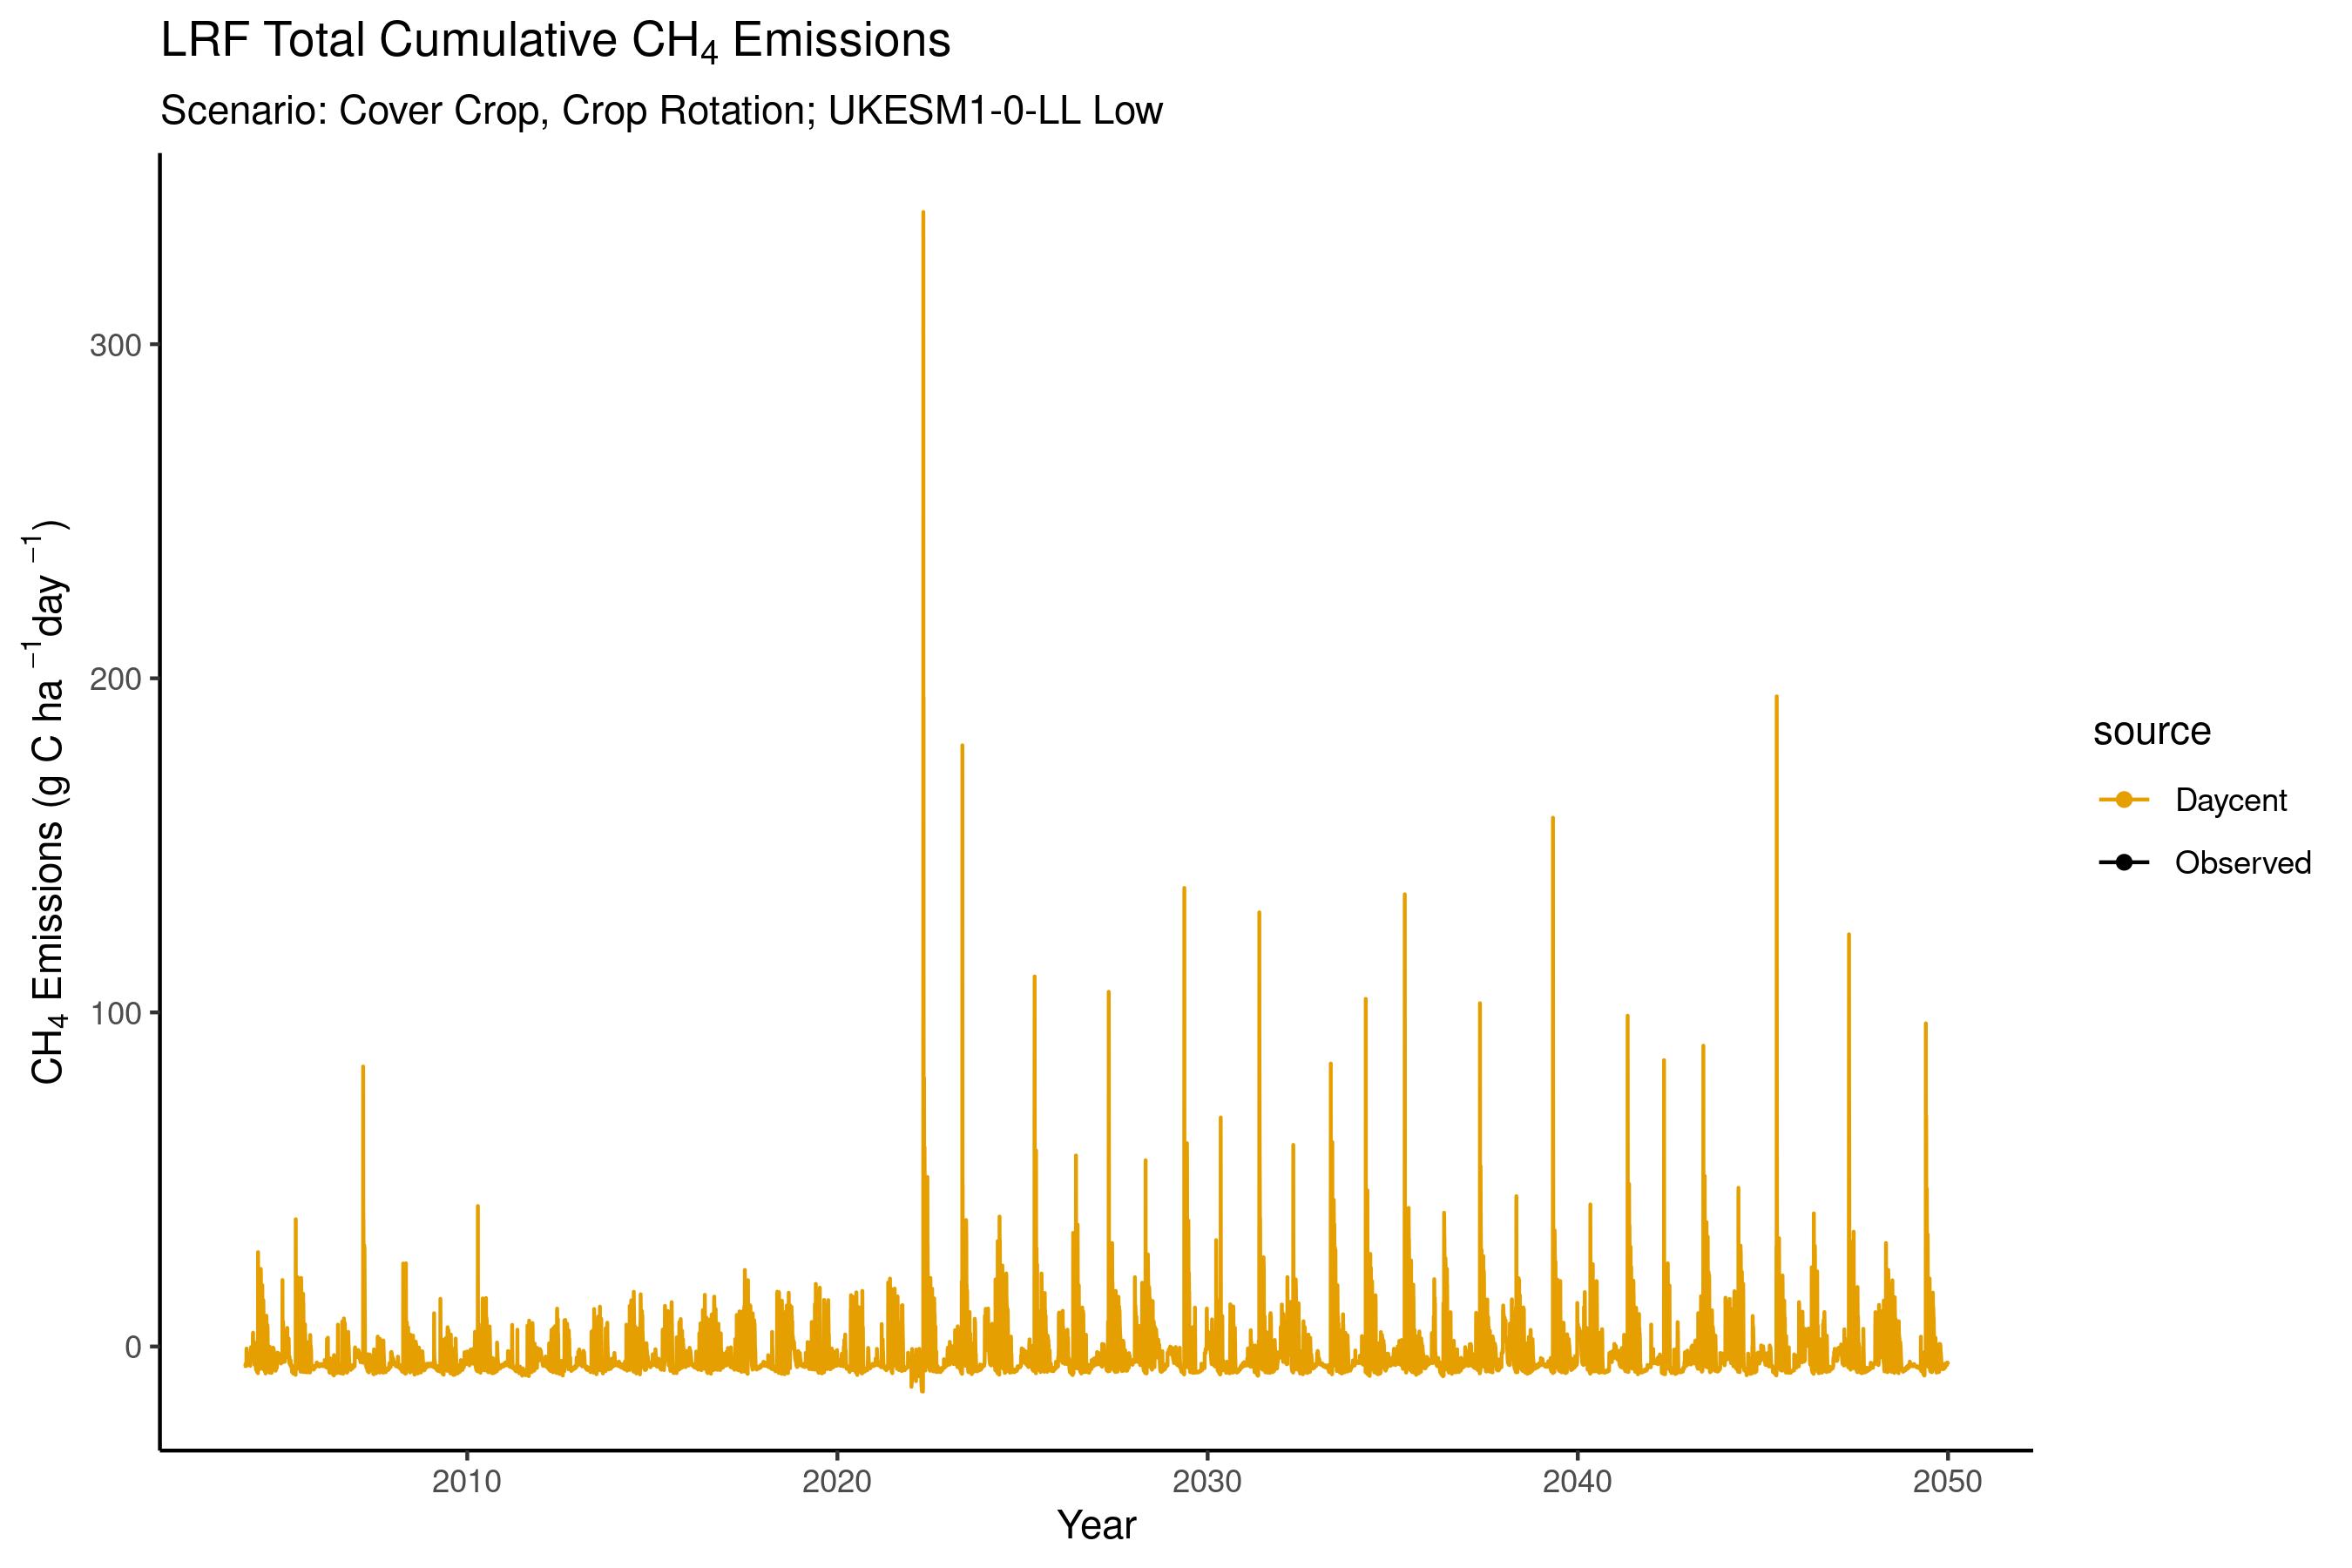 LRF Total Cumulative CH₄ Emissions
Scenario: Cover Crop, Crop Rotation; UKESM1-0-LL Low
CH₄ Emissions (g C ha ⁻¹day ⁻¹)
300
200
100
0
2010
2020
2030
2040
2050
Year
source
Daycent
Observed